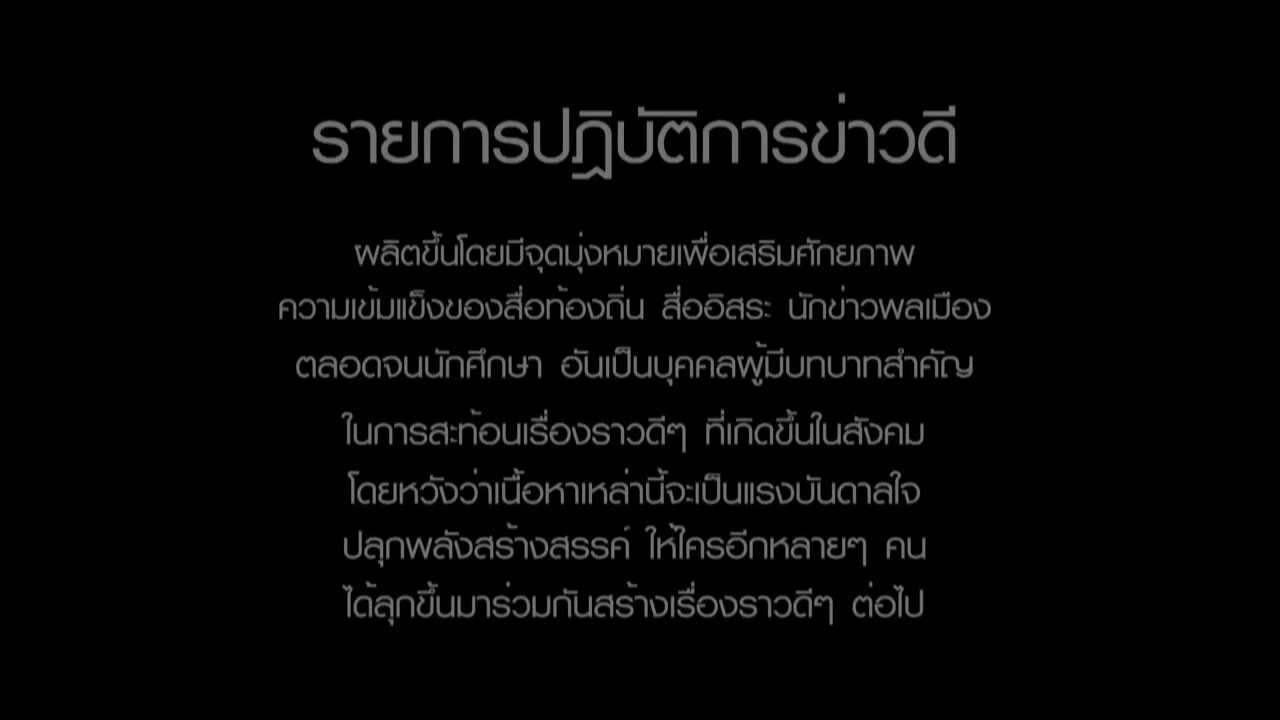 รายการปฏิบัติการข่าวดี
ผลิตขึ้นโดยมีจุดมุ่งหมายเพื่อเสริมศักยภาพ
ความเข้มแข็งของสื่อท้องถิ่น สื่ออิสระ นักข่าวพลเมือง
ตลอดจนนักศึกษา อันเป็นบุคคลผู้มีบทบาทสำคัญ
ในการสะท้อนเรื่องราวดีๆ ที่เกิดขึ้นในสังคม
โดยหวังว่าเนื้อหาเหล่านี้จะเป็นแรงบันดาลใจ
ปลุกพลังสร้างสรรค์ ให้ใครอีกหลายๆ คน
ได้ลุกขึ้นมาร่วมกันสร้างเรื่องราวดีๆ ต่อไป